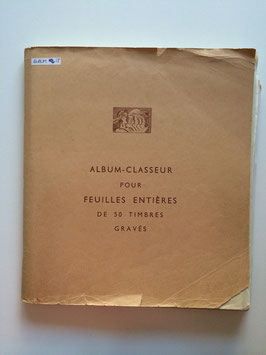 ALBUM-CLASSEUR
POUR
FEUILLES ENTIÈRES
DE 50 TIMBRES
GRAVÉS